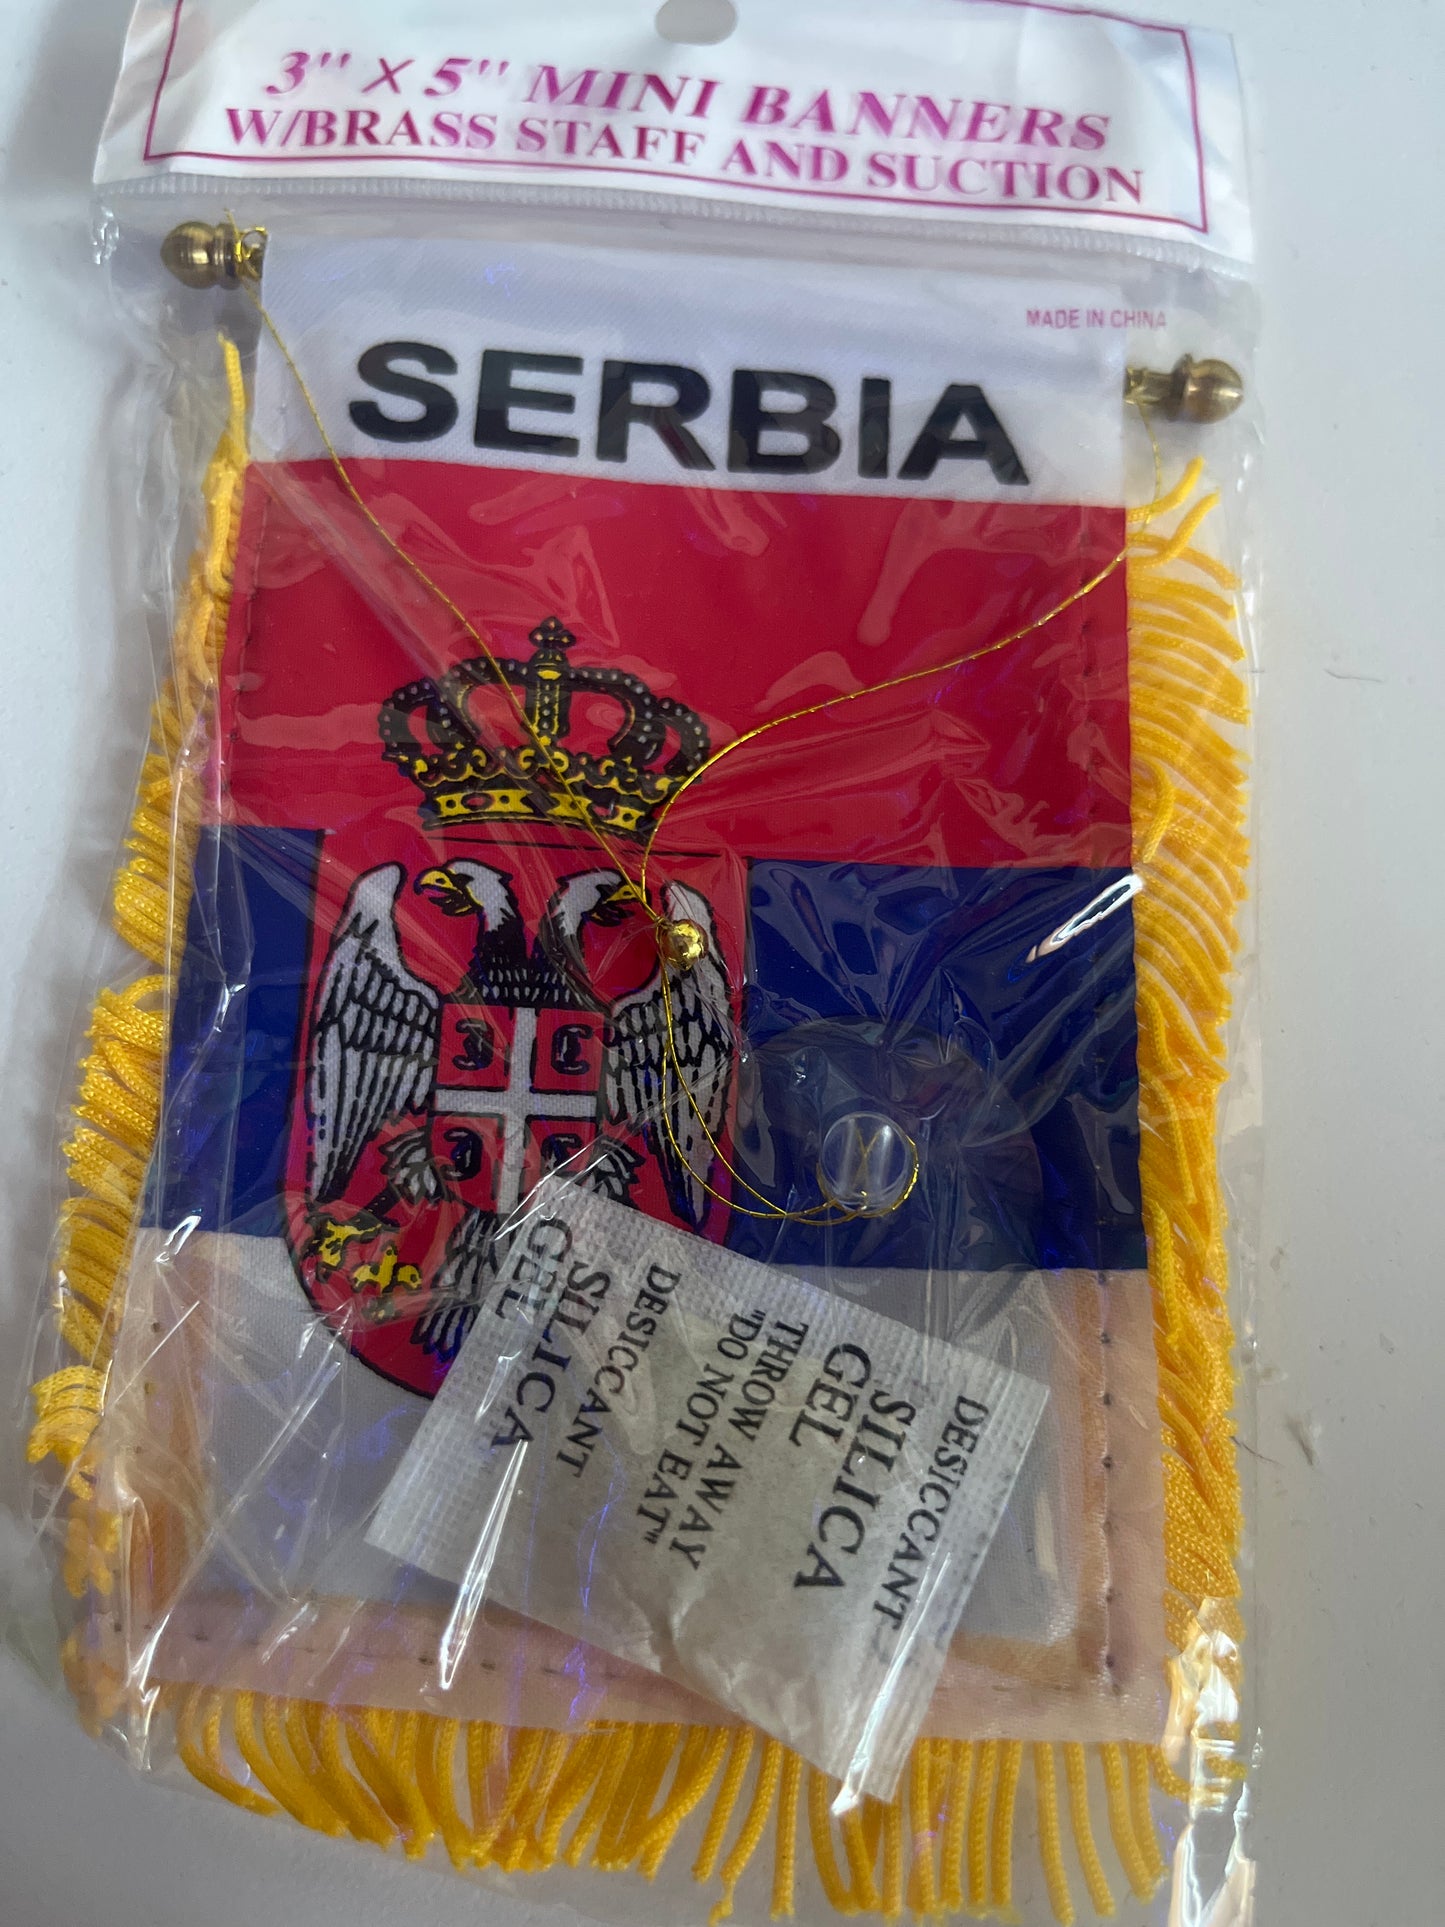 3" × 5" MINI BANNERS
W/BRASS STAFF AND SUCTION
MADE IN CHINA
SERBIA
DESICCANT
SILICA
GEL
"DO NOT EAT"
THROW AWAY
DESICCANT
SILICA
GEL